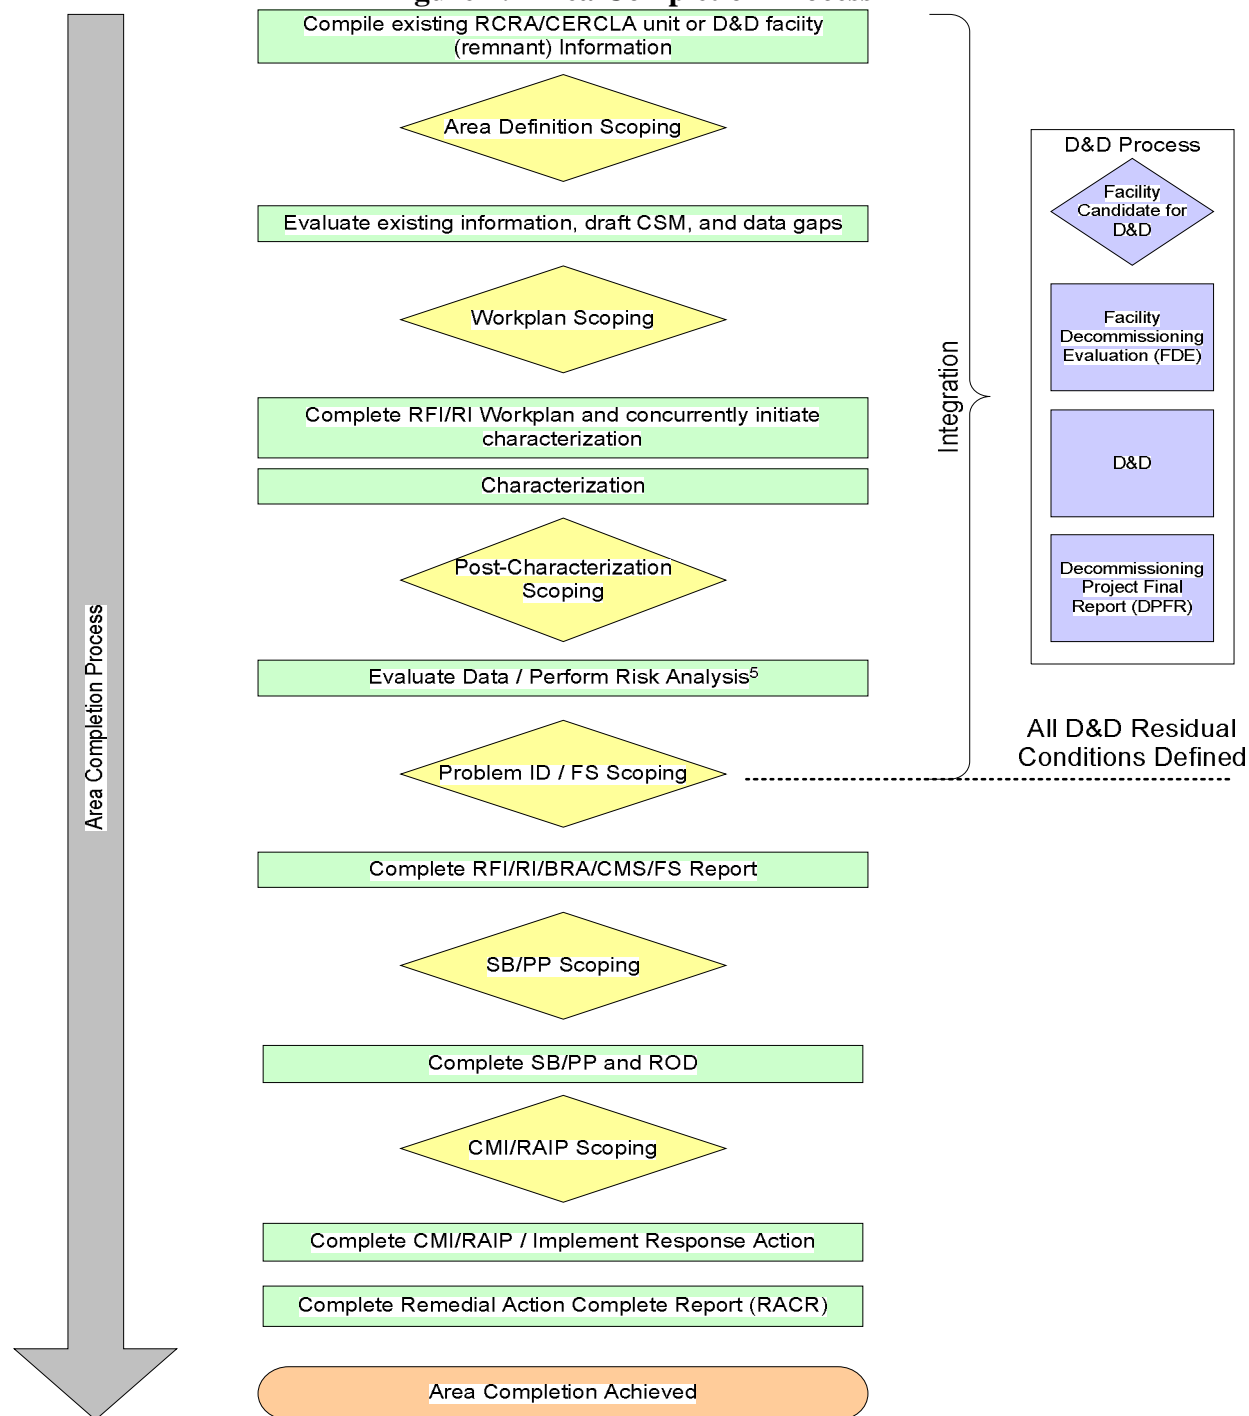 Compile existing RCRA/CERCLA unit or D&D faciity
(remnant) Information
Area Definition Scoping
Evaluate existing information, draft CSM, and data gaps
Workplan Scoping
Complete RFI/RI Workplan and concurrently initiate
characterization
Characterization
Post-Characterization
Scoping
Evaluate Data / Perform Risk Analysis5
Problem ID / FS Scoping
Complete RFI/RI/BRA/CMS/FS Report
SB/PP Scoping
Complete SB/PP and ROD
CMI/RAIP Scoping
Complete CMI/RAIP / Implement Response Action
Complete Remedial Action Complete Report (RACR)
Area Completion Achieved
Area Completion Process
Integration
D&D Process
Facility
Candidate for
D&D
Facility
Decommissioning
Evaluation (FDE)
D&D
Decommissioning
Project Final
Report (DPFR)
All D&D Residual
Conditions Defined